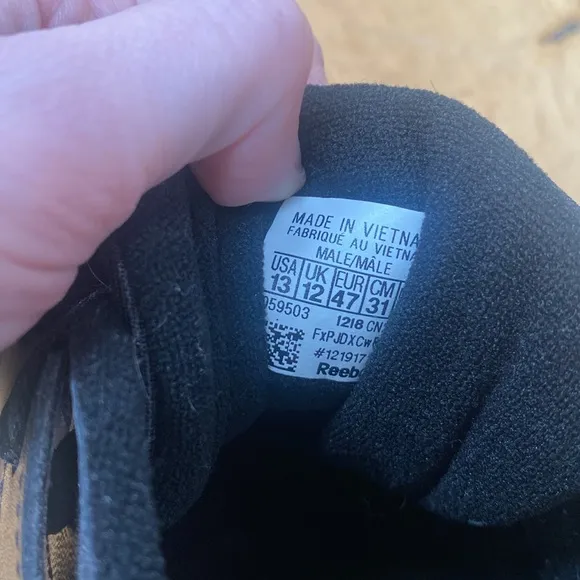 MADE IN VIETNA
FABRIQUÉ AU VIETNA
MALE/MÂLE
USA UK EUR CM
13 12 47 31
059503
1218 CN
FxPJDXCw
#121917
Reeb